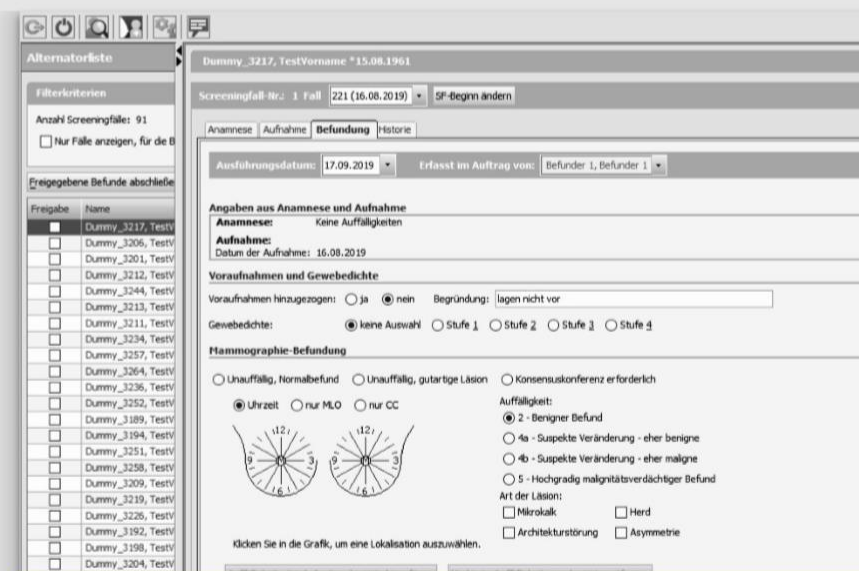 Alternatorliste
Filterkriterien
Anzahl Screeningfälle: 91
Nur Fälle anzeigen, für die B
Freigegebene Befunde abschließe
Freigabe Name
Dummy_3217, TestV
Dummy_3206, TestV
Dummy_3201, TestV
Dummy_3212, TestV
Dummy_3244, TestV
Dummy_3213, TestV
Dummy_3211, TestV
Dummy_3234, TestV
Dummy_3257, TestV
Dummy_3264, TestV
Dummy_3236, TestV
Dummy_3252, TestV
Dummy_3189, TestV
Dummy_3194, TestV
Dummy_3251, TestV
Dummy_3258, TestV
Dummy_3209, TestV
Dummy_3219, TestV
Dummy_3226, TestV
Dummy_3192, TestV
Dummy_3198, TestV
Dummy_3204, TestV
Dummy_3217, TestVorname *15.08.1961
Screeningfall-Nr.: 1 Fall 221 (16.08.2019) SF-Beginn ändern
Anamnese Aufnahme Befundung Historie
Ausführungsdatum: 17.09.2019 Erfasst im Auftrag von: Befunder 1, Befunder 1
Angaben aus Anamnese und Aufnahme
Anamnese: Keine Auffälligkeiten
Aufnahme:
Datum der Aufnahme: 16.08.2019
Voraufnahmen und Gewebedichte
Voraufnahmen hinzugezogen: ja nein Begründung: lagen nicht vor
Gewebedichte: keine Auswahl Stufe 1 Stufe 2 Stufe 3 Stufe 4
Mammographie-Befundung
Unauffällig, Normalbefund Unauffällig, gutartige Läsion Konsensuskonferenz erforderlich
Uhrzeit nur MLO nur CC
12 12
9 M 3 9 M 3
6 6
Klicken Sie in die Grafik, um eine Lokalisation auszuwählen.
Auffälligkeit:
2 - Benigner Befund
4a - Suspekte Veränderung - eher benigne
4b - Suspekte Veränderung - eher maligne
5 - Hochgradig malignitätsverdächtiger Befund
Art der Läsion:
Mikrokalk Herd
Architekturstörung Asymmetrie